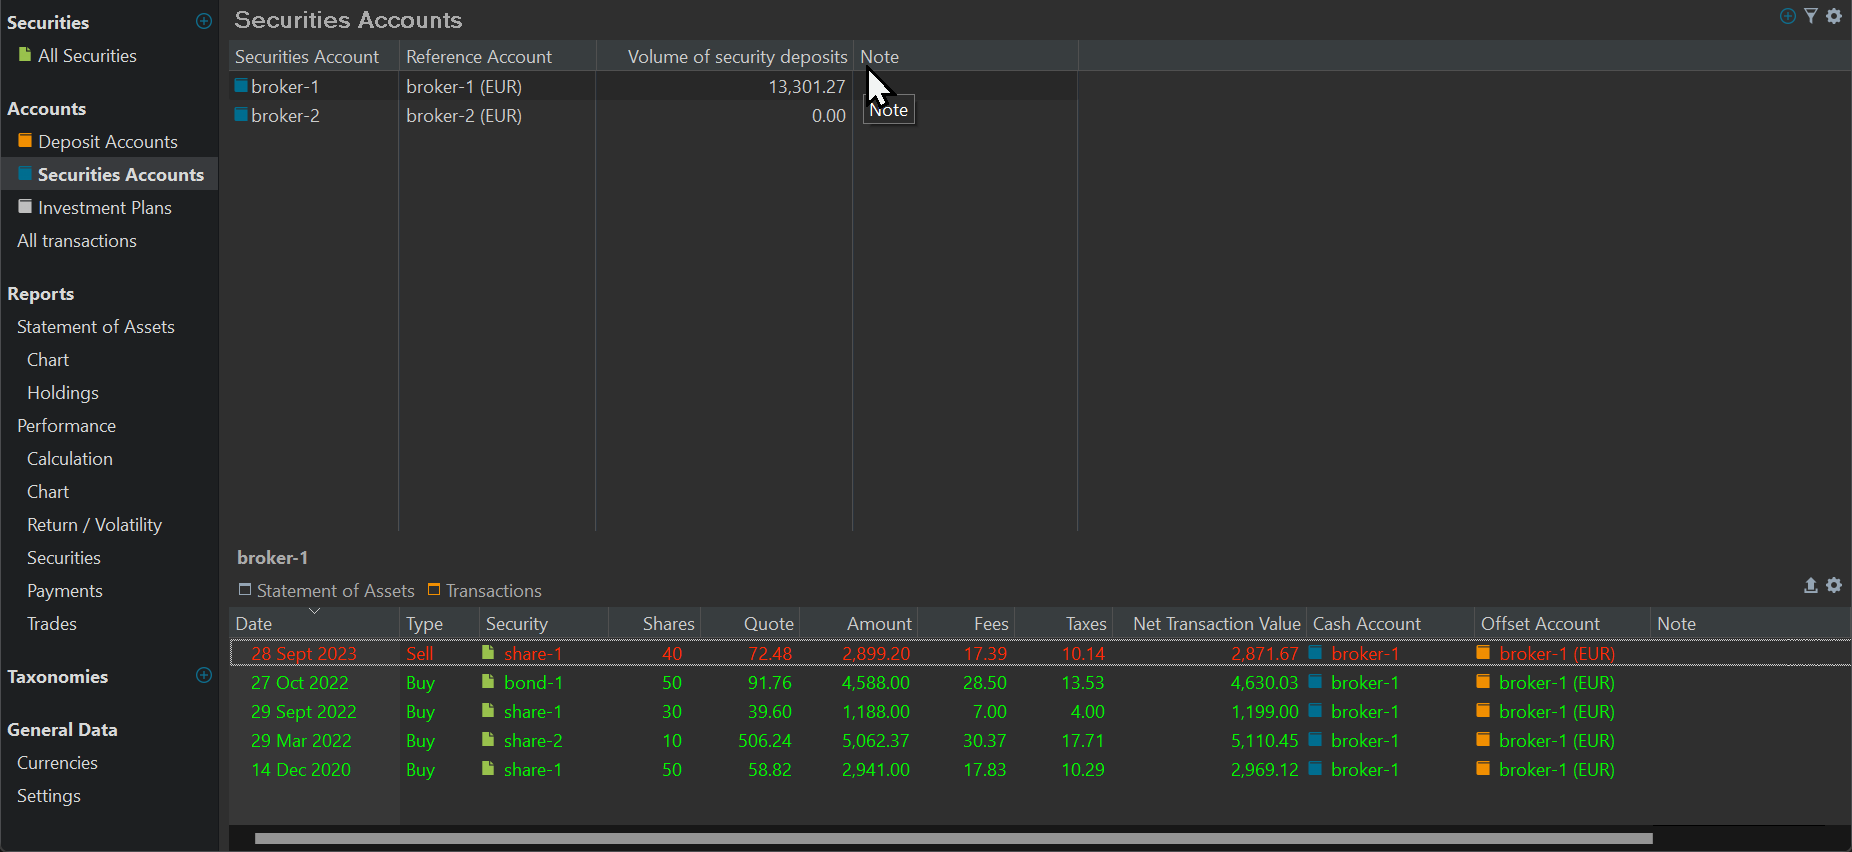 Securities
All Securities
Accounts
Deposit Accounts
Securities Accounts
Investment Plans
All transactions
Reports
Statement of Assets
Chart
Holdings
Performance
Calculation
Chart
Return / Volatility
Securities
Payments
Trades
Taxonomies
General Data
Currencies
Settings
Securities Accounts
Securities Account Reference Account Volume of security deposits Note
broker-1 broker-1 (EUR) 13,301.27
broker-2 broker-2 (EUR) 0.00
Note
broker-1
Statement of Assets Transactions
Date Type Security Shares Quote Amount Fees Taxes Net Transaction Value Cash Account Offset Account Note
28 Sept 2023 Sell share-1 40 72.48 2,899.20 17.39 10.14 2,871.67 broker-1 broker-1 (EUR)
27 Oct 2022 Buy bond-1 50 91.76 4,588.00 28.50 13.53 4,630.03 broker-1 broker-1 (EUR)
29 Sept 2022 Buy share-1 30 39.60 1,188.00 7.00 4.00 1,199.00 broker-1 broker-1 (EUR)
29 Mar 2022 Buy share-2 10 506.24 5,062.37 30.37 17.71 5,110.45 broker-1 broker-1 (EUR)
14 Dec 2020 Buy share-1 50 58.82 2,941.00 17.83 10.29 2,969.12 broker-1 broker-1 (EUR)